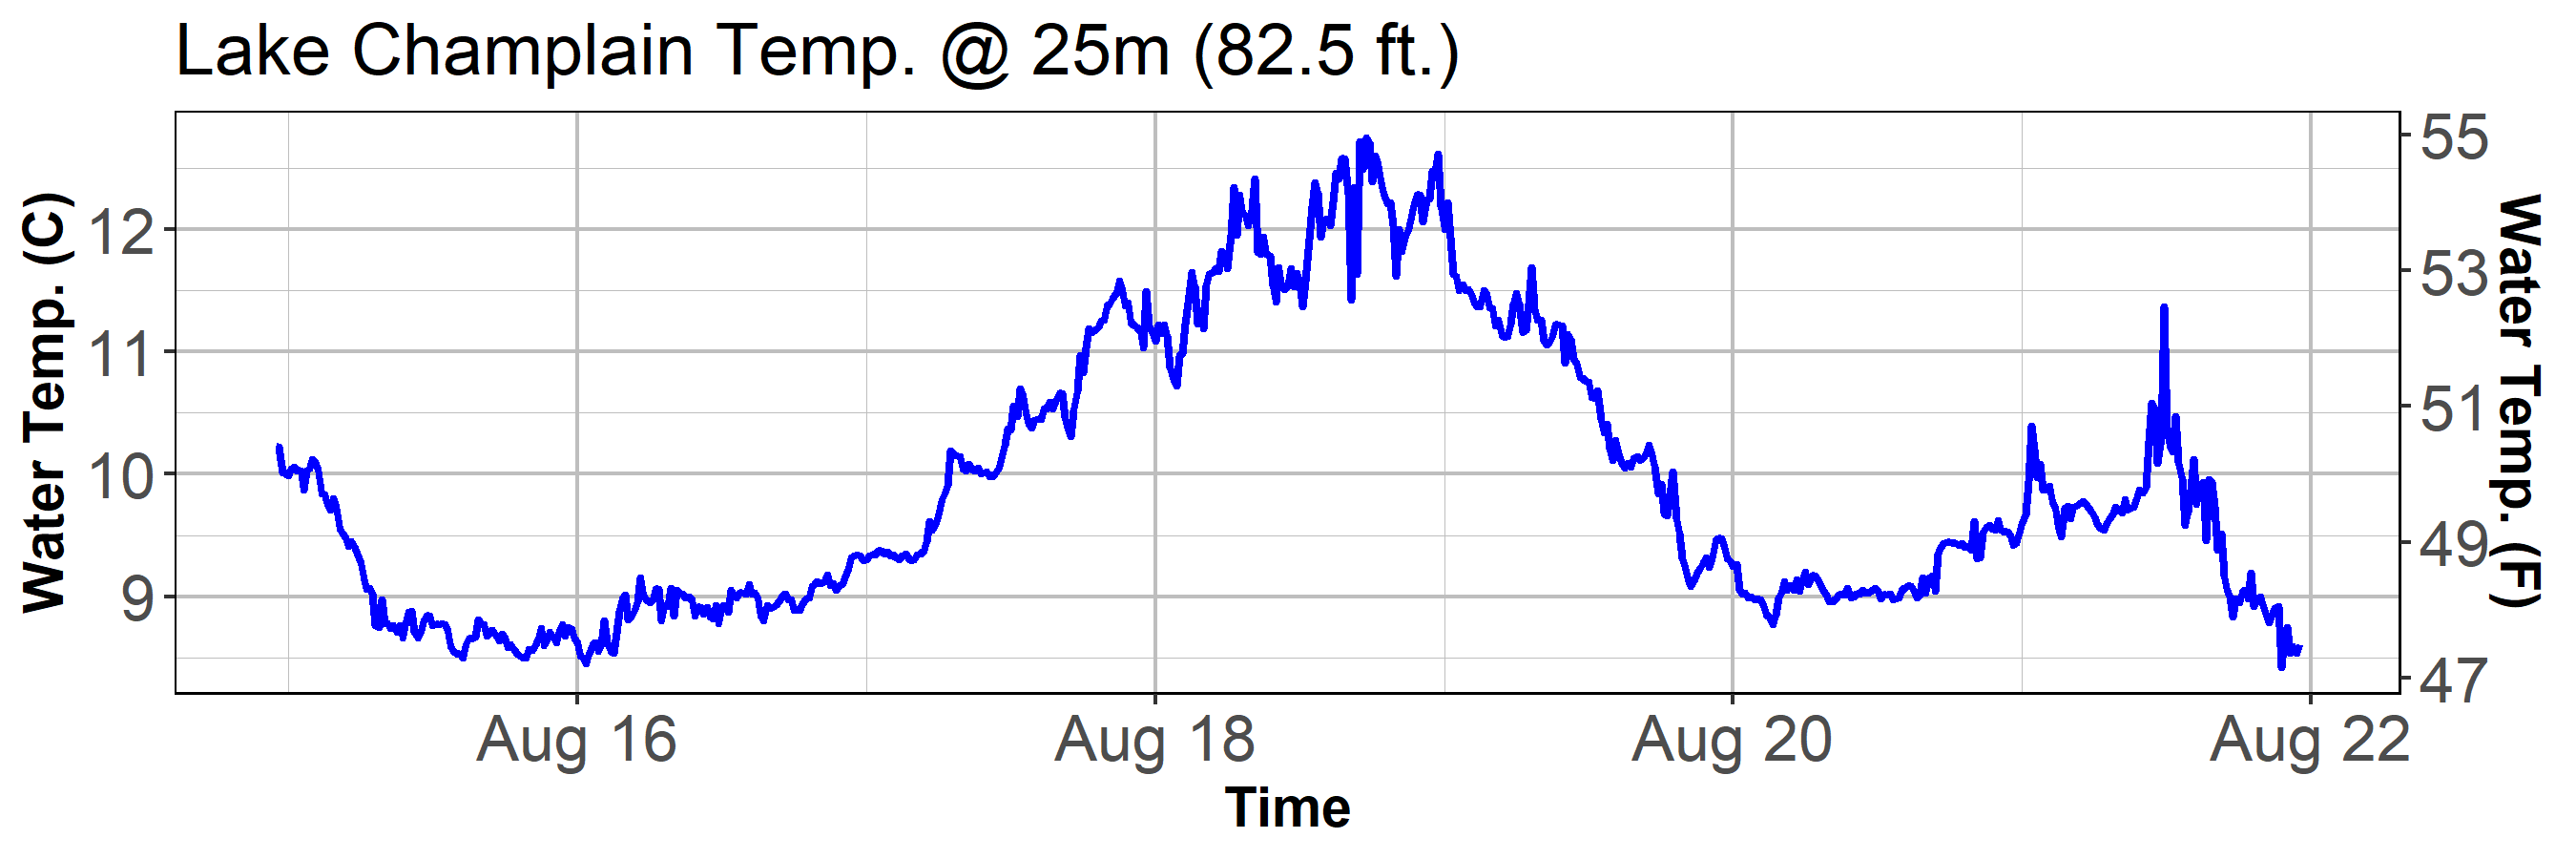 Lake Champlain Temp. @ 25m (82.5 ft.)
Water Temp. (C)
12
11
10
9
55
53
51
49
47
Water Temp. (F)
Aug 16
Aug 18
Aug 20
Aug 22
Time